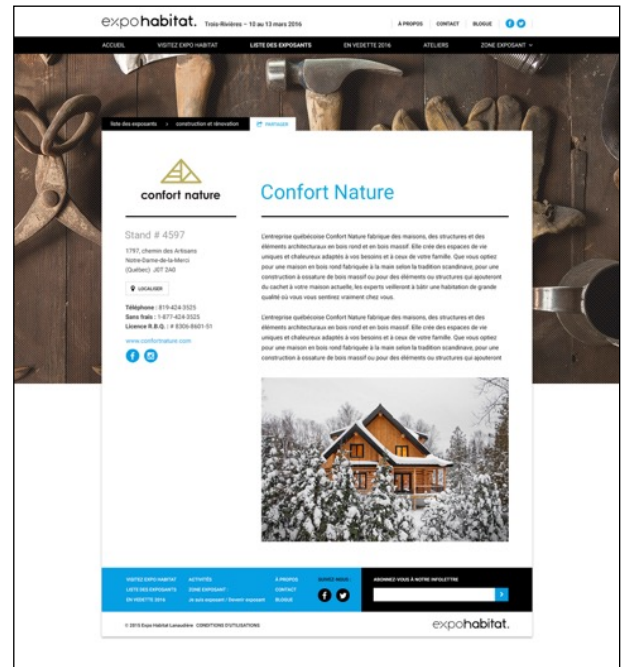 expohabitat. Trois-Rivières – 10 au 13 mars 2016
À PROPOS CONTACT BLOGUE
ACCUEIL VISITEZ EXPO HABITAT LISTE DES EXPOSANTS EN VEDETTE 2016 ATELIERS ZONE EXPOSANT
liste des exposants > construction et rénovation PARTAGER
confort nature
Confort Nature
Stand # 4597
1797, chemin des Artisans
Notre-Dame-de-la-Merci
(Québec) J0T 2A0
LOCALISER
Téléphone : 819-424-3525
Sans frais : 1-877-424-3525
Licence R.B.Q. : # 8306-8601-51
www.confortnature.com
L'entreprise québécoise Confort Nature fabrique des maisons, des structures et des
éléments architecturaux en bois rond et en bois massif. Elle crée des espaces de vie
uniques et chaleureux adaptés à vos besoins et à ceux de votre famille. Que vous optiez
pour une maison en bois rond fabriquée à la main selon la tradition scandinave, pour une
construction à ossature de bois massif ou pour des éléments ou structures qui ajouteront
du cachet à votre maison actuelle, les experts veilleront à bâtir une habitation de grande
qualité où vous vous sentirez vraiment chez vous.
L'entreprise québécoise Confort Nature fabrique des maisons, des structures et des
éléments architecturaux en bois rond et en bois massif. Elle crée des espaces de vie
uniques et chaleureux adaptés à vos besoins et à ceux de votre famille. Que vous optiez
pour une maison en bois rond fabriquée à la main selon la tradition scandinave, pour une
construction à ossature de bois massif ou pour des éléments ou structures qui ajouteront
VISITEZ EXPO HABITAT ACTIVITÉS À PROPOS SUIVEZ-NOUS : ABONNEZ-VOUS À NOTRE INFOLETTRE
LISTE DES EXPOSANTS ZONE EXPOSANT : CONTACT
EN VEDETTE 2016 Je suis exposant / Devenir exposant BLOGUE
© 2015 Expo Habitat Lanaudière CONDITIONS D'UTILISATIONS
expohabitat.